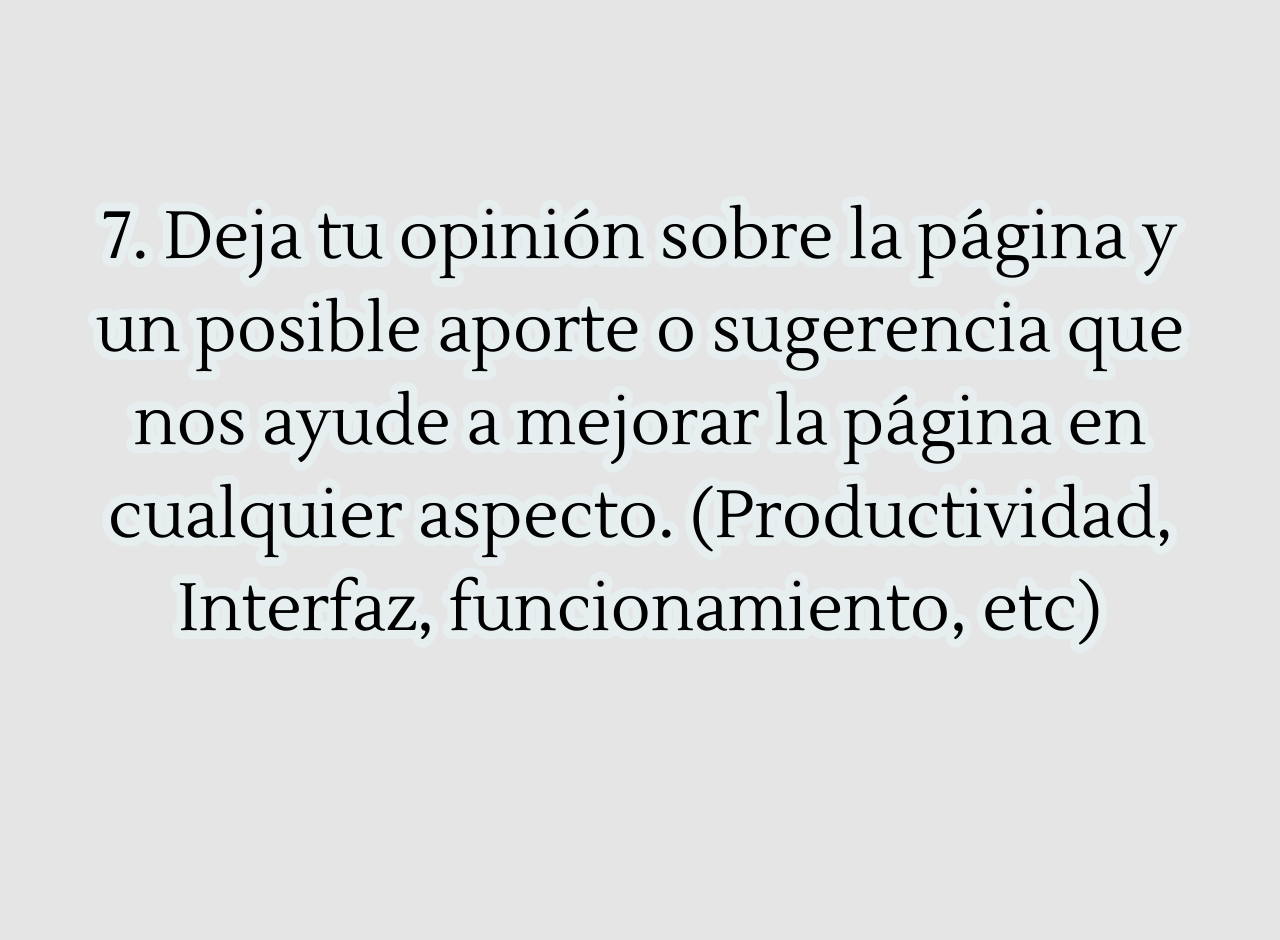 7. Deja tu opinión sobre la página y
un posible aporte o sugerencia que
nos ayude a mejorar la página en
cualquier aspecto. (Productividad,
Interfaz, funcionamiento, etc)